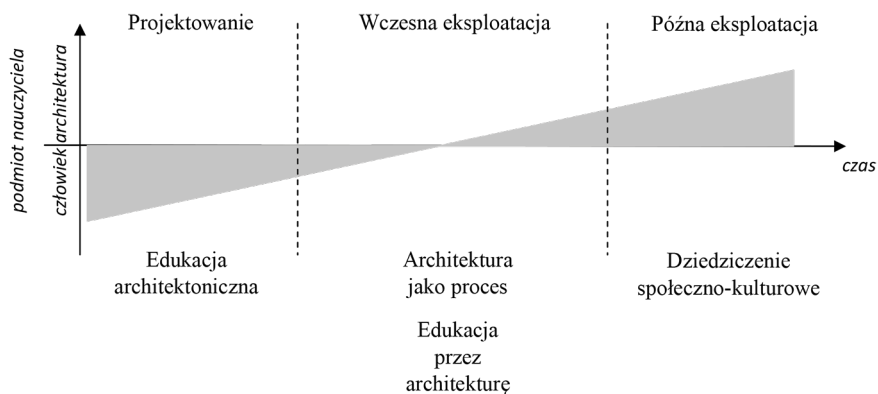 Projektowanie
Wczesna eksploatacja
Późna eksploatacja
podmiot nauczyciela
człowiek architektura
czas
Edukacja
architektoniczna
Architektura
jako proces
Dziedziczenie
społeczno-kulturowe
Edukacja
przez
architekturę